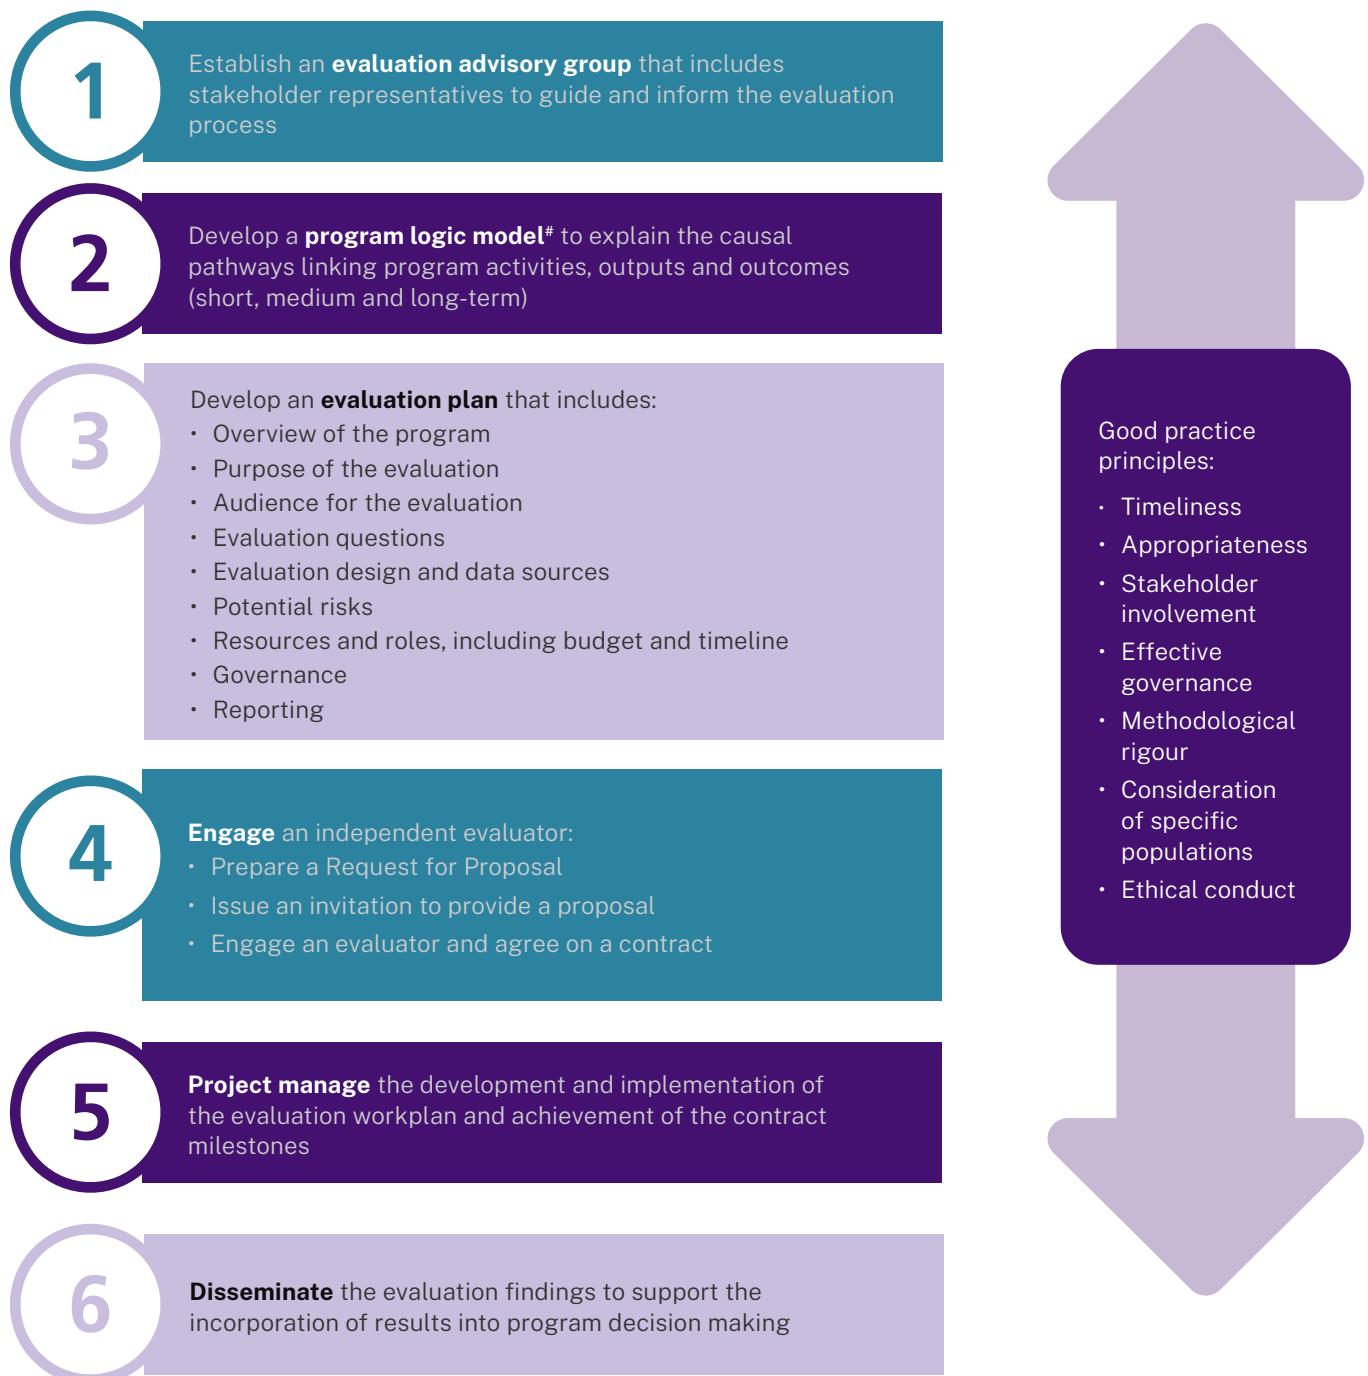 1
Establish an evaluation advisory group that includes
stakeholder representatives to guide and inform the evaluation
process
2
Develop a program logic model# to explain the causal
pathways linking program activities, outputs and outcomes
(short, medium and long-term)
3
Develop an evaluation plan that includes:
• Overview of the program
• Purpose of the evaluation
• Audience for the evaluation
• Evaluation questions
• Evaluation design and data sources
• Potential risks
• Resources and roles, including budget and timeline
• Governance
• Reporting
4
Engage an independent evaluator:
• Prepare a Request for Proposal
• Issue an invitation to provide a proposal
• Engage an evaluator and agree on a contract
5
Project manage the development and implementation of
the evaluation workplan and achievement of the contract
milestones
6
Disseminate the evaluation findings to support the
incorporation of results into program decision making
Good practice
principles:
• Timeliness
• Appropriateness
• Stakeholder
involvement
• Effective
governance
• Methodological
rigour
• Consideration
of specific
populations
• Ethical conduct